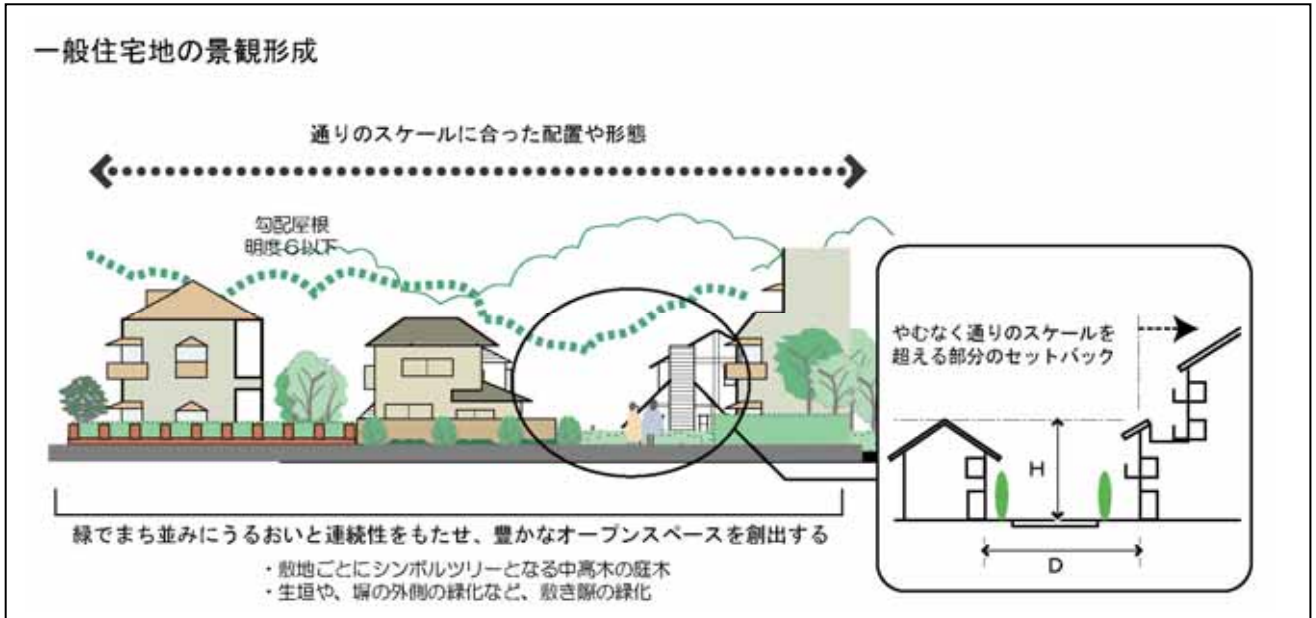 一般住宅地の景観形成
通りのスケールに合った配置や形態
勾配屋根
明度6以下
やむなく通りのスケールを
超える部分のセットバック
H
D
緑でまち並みにうるおいと連続性をもたせ、豊かなオープンスペースを創出する
・敷地ごとにシンボルツリーとなる中高木の庭木
・生垣や、塀の外側の緑化など、敷き際の緑化